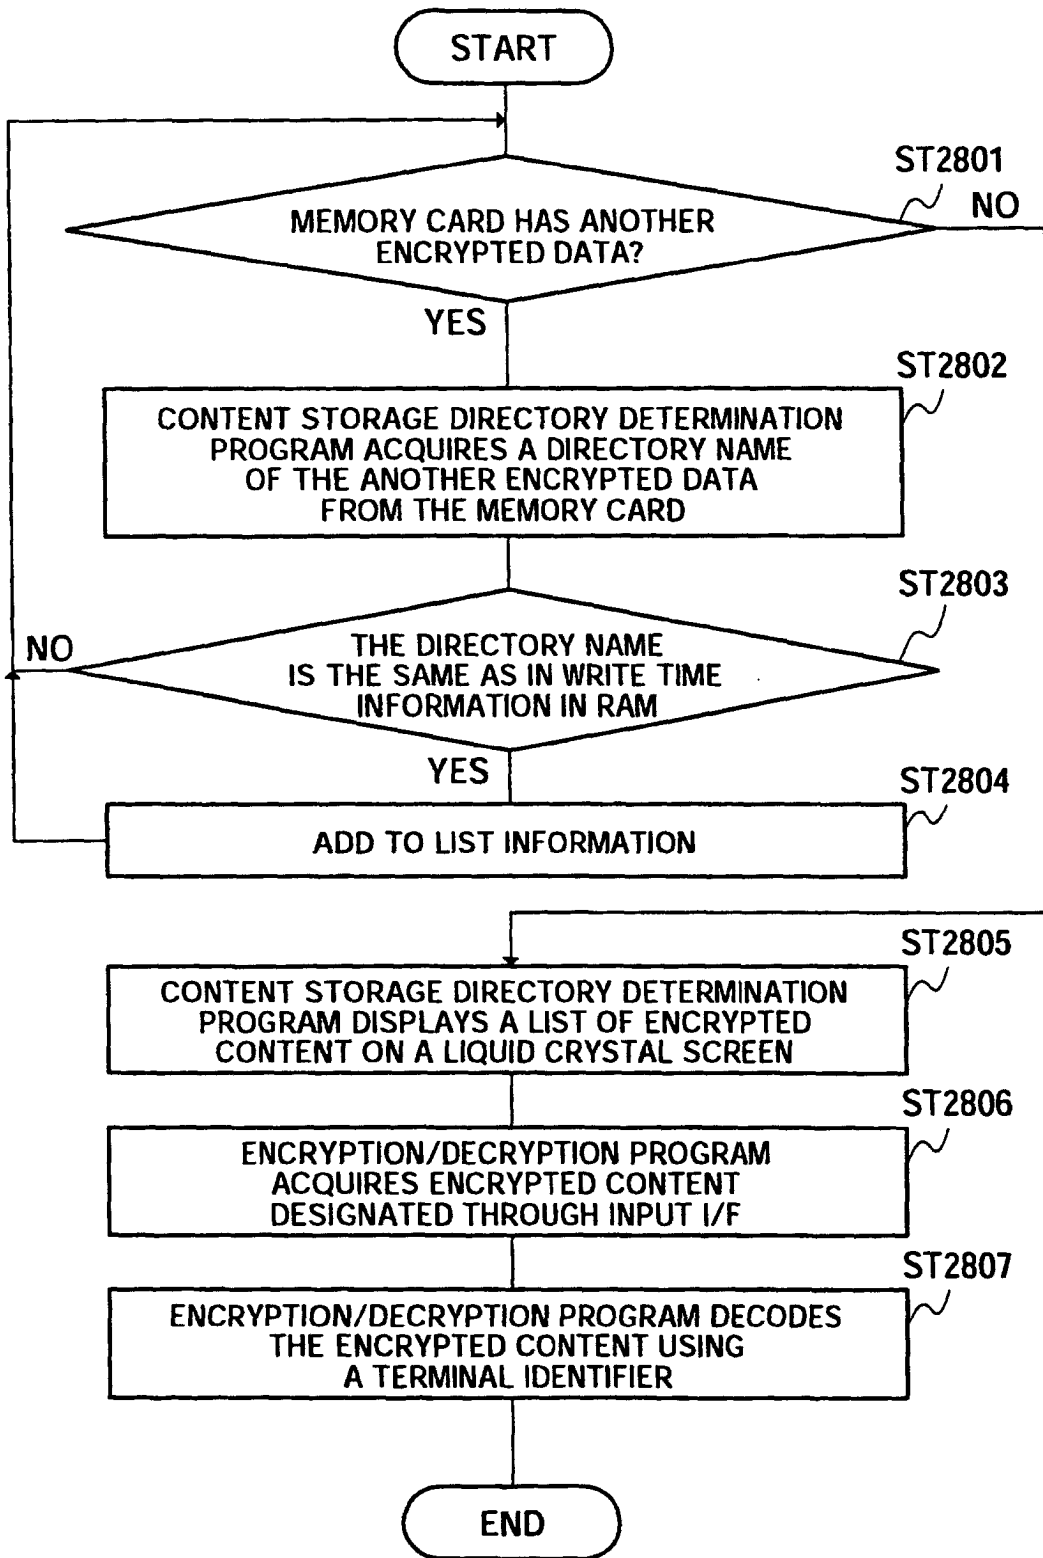 START
ST2801
NO
MEMORY CARD HAS ANOTHER
ENCRYPTED DATA?
YES
ST2802
CONTENT STORAGE DIRECTORY DETERMINATION
PROGRAM ACQUIRES A DIRECTORY NAME
OF THE ANOTHER ENCRYPTED DATA
FROM THE MEMORY CARD
ST2803
NO
THE DIRECTORY NAME
IS THE SAME AS IN WRITE TIME
INFORMATION IN RAM
YES
ST2804
ADD TO LIST INFORMATION
ST2805
CONTENT STORAGE DIRECTORY DETERMINATION
PROGRAM DISPLAYS A LIST OF ENCRYPTED
CONTENT ON A LIQUID CRYSTAL SCREEN
ST2806
ENCRYPTION/DECRYPTION PROGRAM
ACQUIRES ENCRYPTED CONTENT
DESIGNATED THROUGH INPUT I/F
ST2807
ENCRYPTION/DECRYPTION PROGRAM DECODES
THE ENCRYPTED CONTENT USING
A TERMINAL IDENTIFIER
END